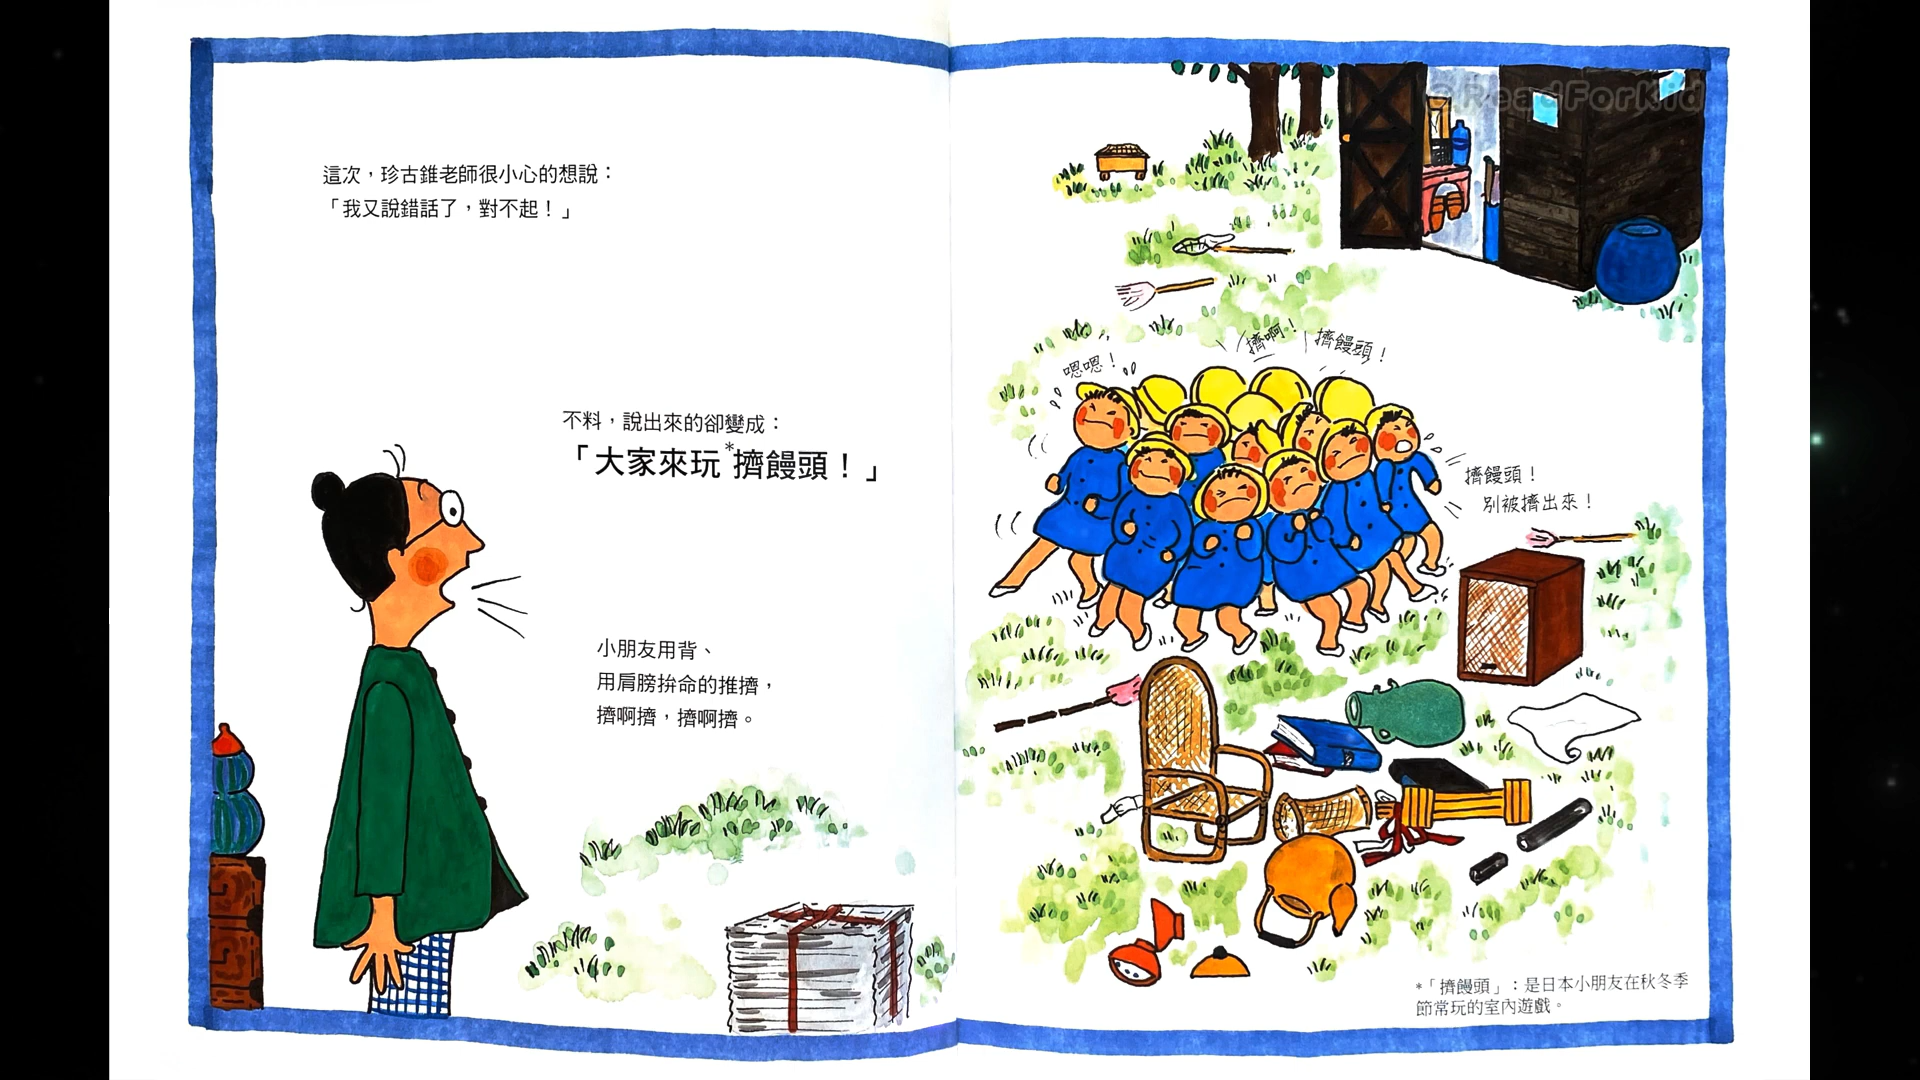 這次，珍古錐老師很小心的想說：
「我又說錯話了，對不起！」
不料，說出來的卻變成：
「大家來玩*擠饅頭！」
小朋友用背、
用肩膀拚命的推擠，
擠啊擠，擠啊擠。
@ReadForKid
嗯嗯！
擠啊！
擠饅頭！
擠饅頭！
別被擠出來！
*「擠饅頭」：是日本小朋友在秋冬季
節常玩的室內遊戲。